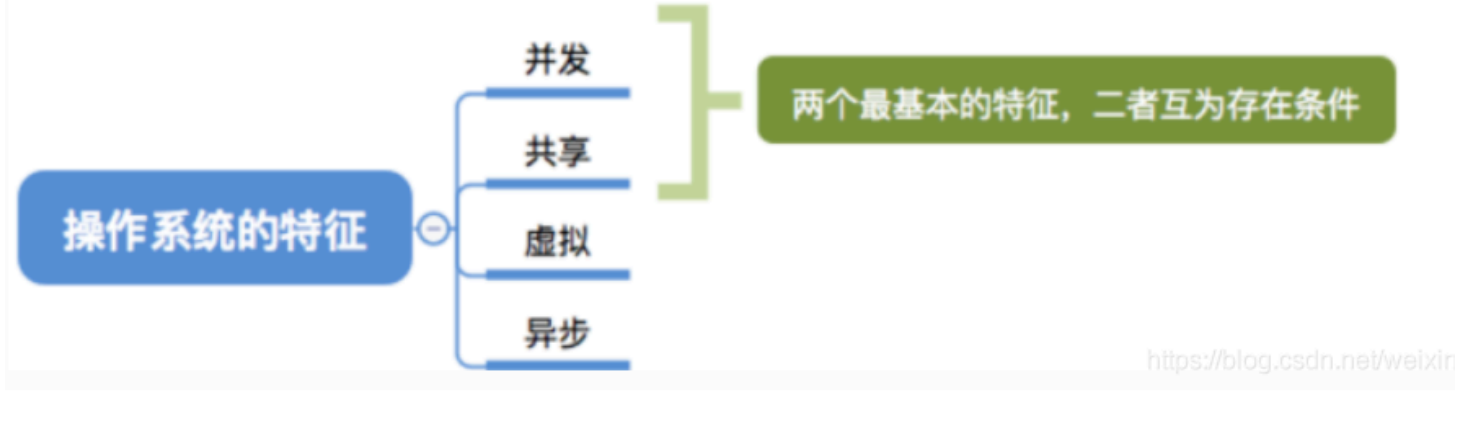 并发
两个最基本的特征，二者互为存在条件
共享
操作系统的特征
虚拟
异步
https://blog.csdn.net/weixin